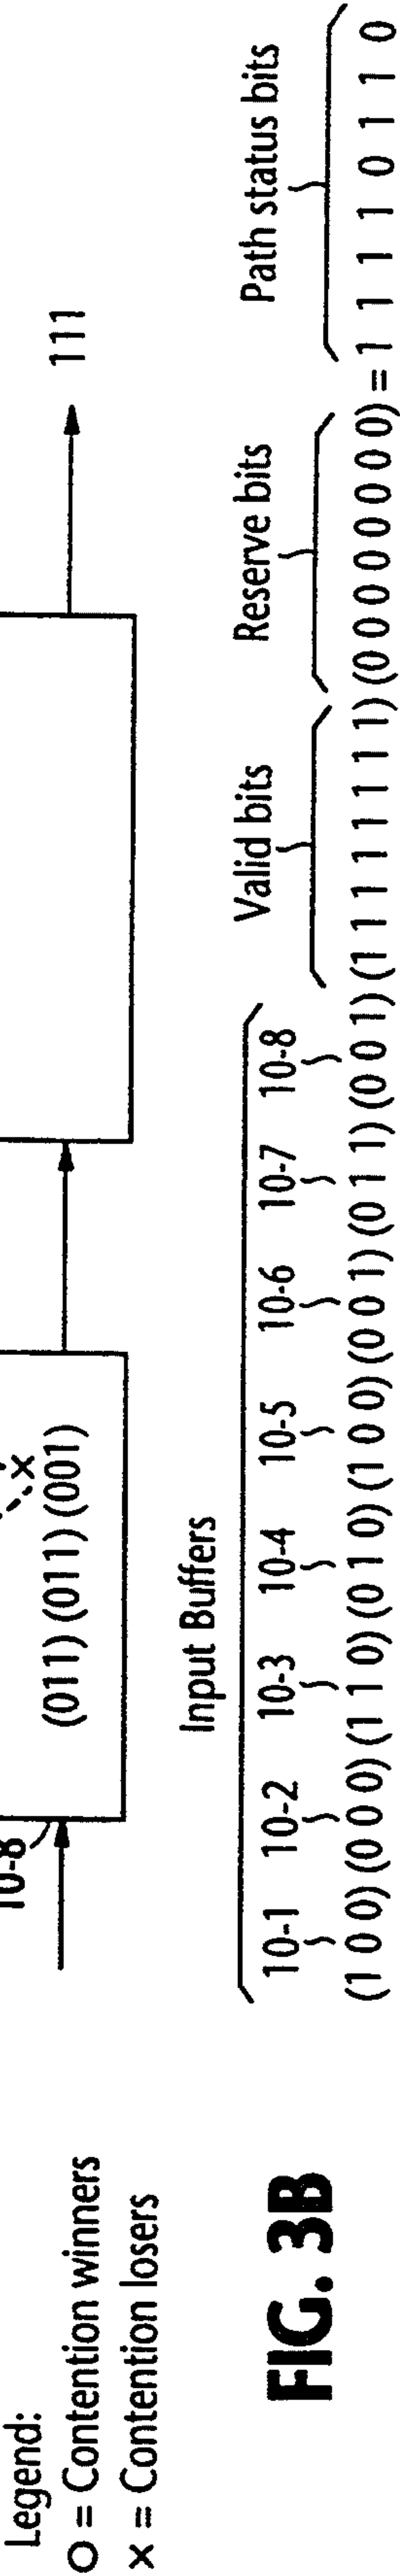 111
10-8
(011) (011) (001)
Legend:
O = Contention winners
x = Contention losers
Input Buffers
Valid bits
Reserve bits
Path status bits
10-1 10-2 10-3 10-4 10-5 10-6 10-7 10-8
(1 0 0) (0 0 0) (1 1 0) (0 1 0) (1 0 0) (0 0 1) (0 1 1) (0 0 1) (1 1 1 1 1 1 1 1) (0 0 0 0 0 0 0 0) = 1 1 1 1 0 1 1 0
FIG. 3B